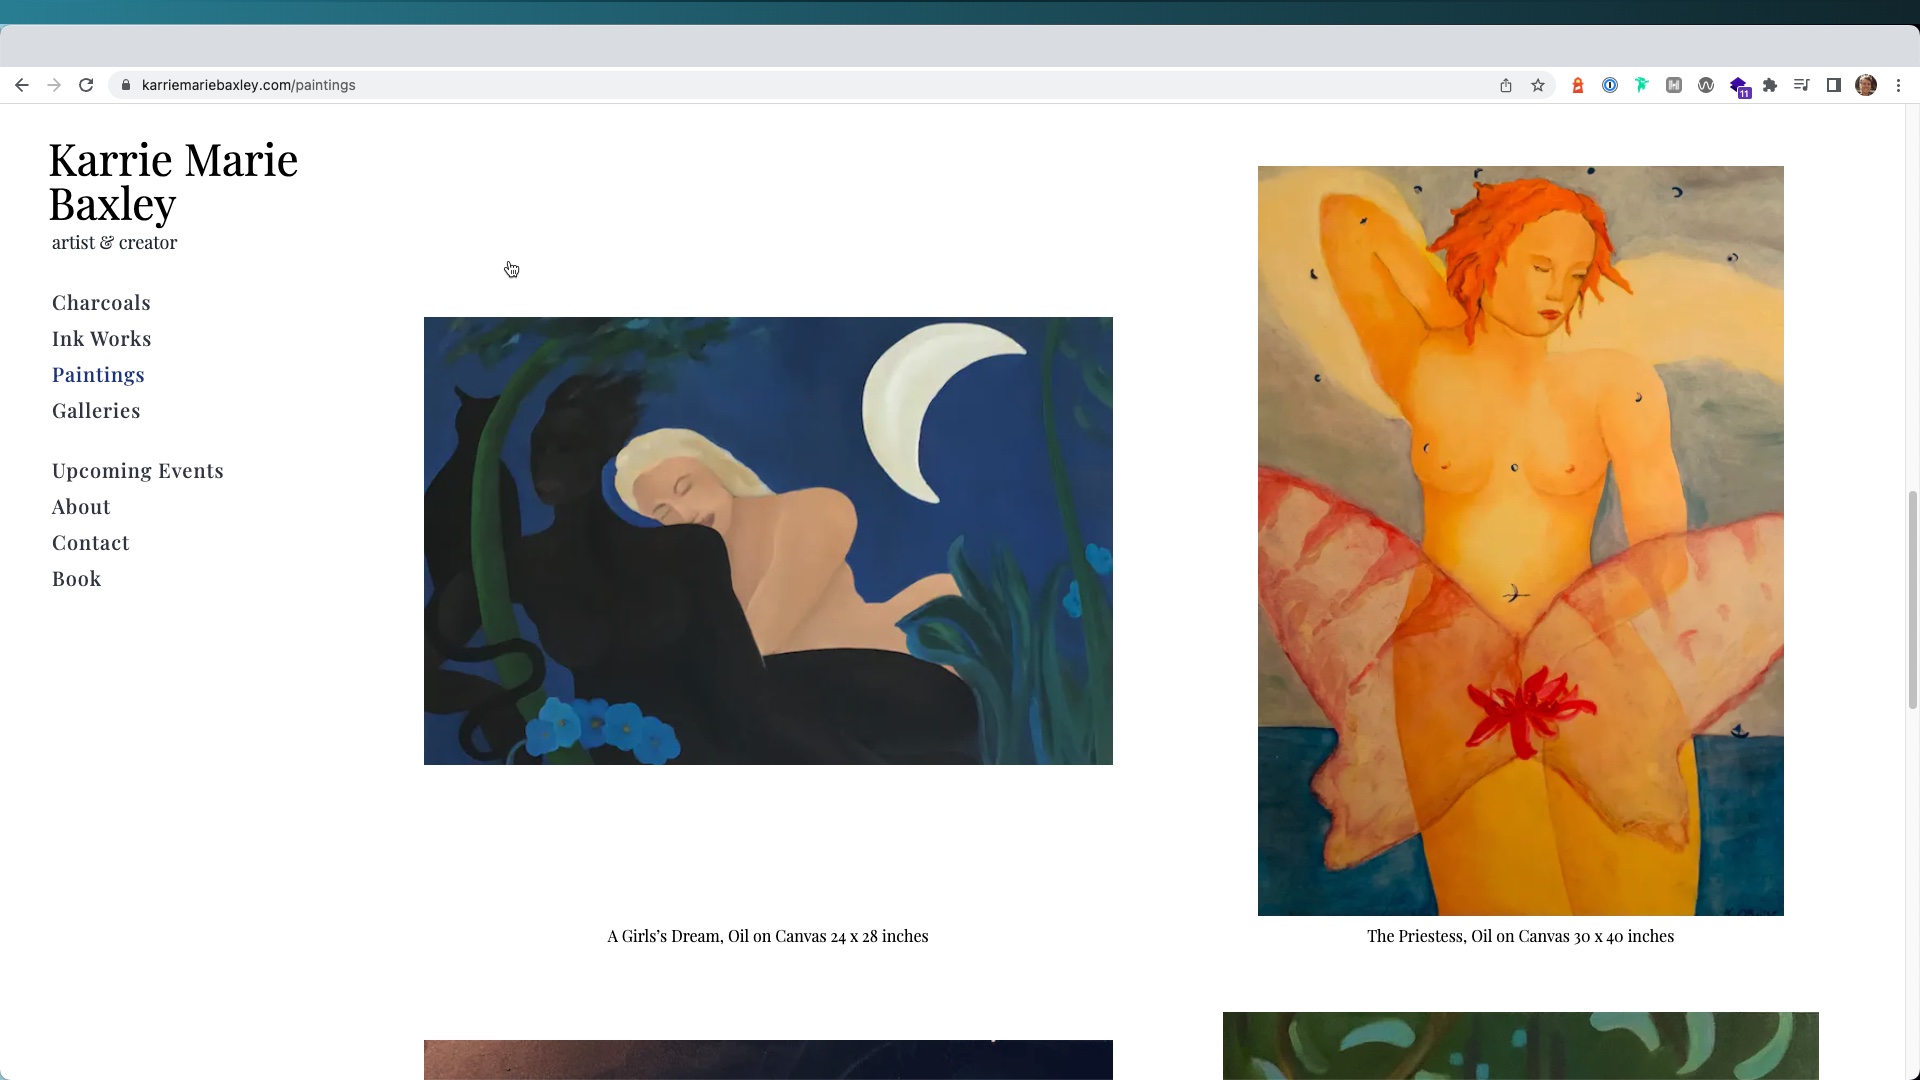 karriemariebaxley.com/paintings
11
Karrie Marie
Baxley
artist & creator
Charcoals
Ink Works
Paintings
Galleries
Upcoming Events
About
Contact
Book
A Girls’s Dream, Oil on Canvas 24 x 28 inches
The Priestess, Oil on Canvas 30 x 40 inches